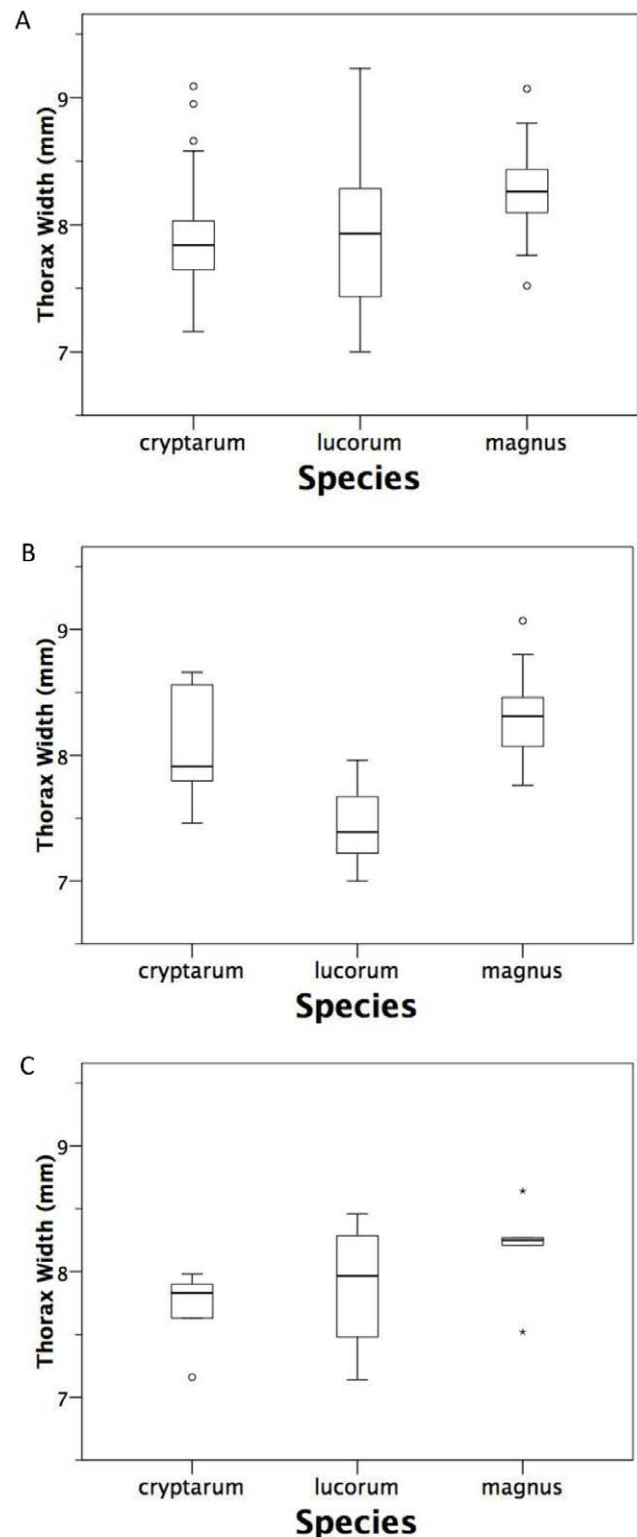 A
Thorax Width (mm)
9
8
7
cryptarum lucorum magnus
Species
B
Thorax Width (mm)
9
8
7
cryptarum lucorum magnus
Species
C
Thorax Width (mm)
9
8
7
cryptarum lucorum magnus
Species